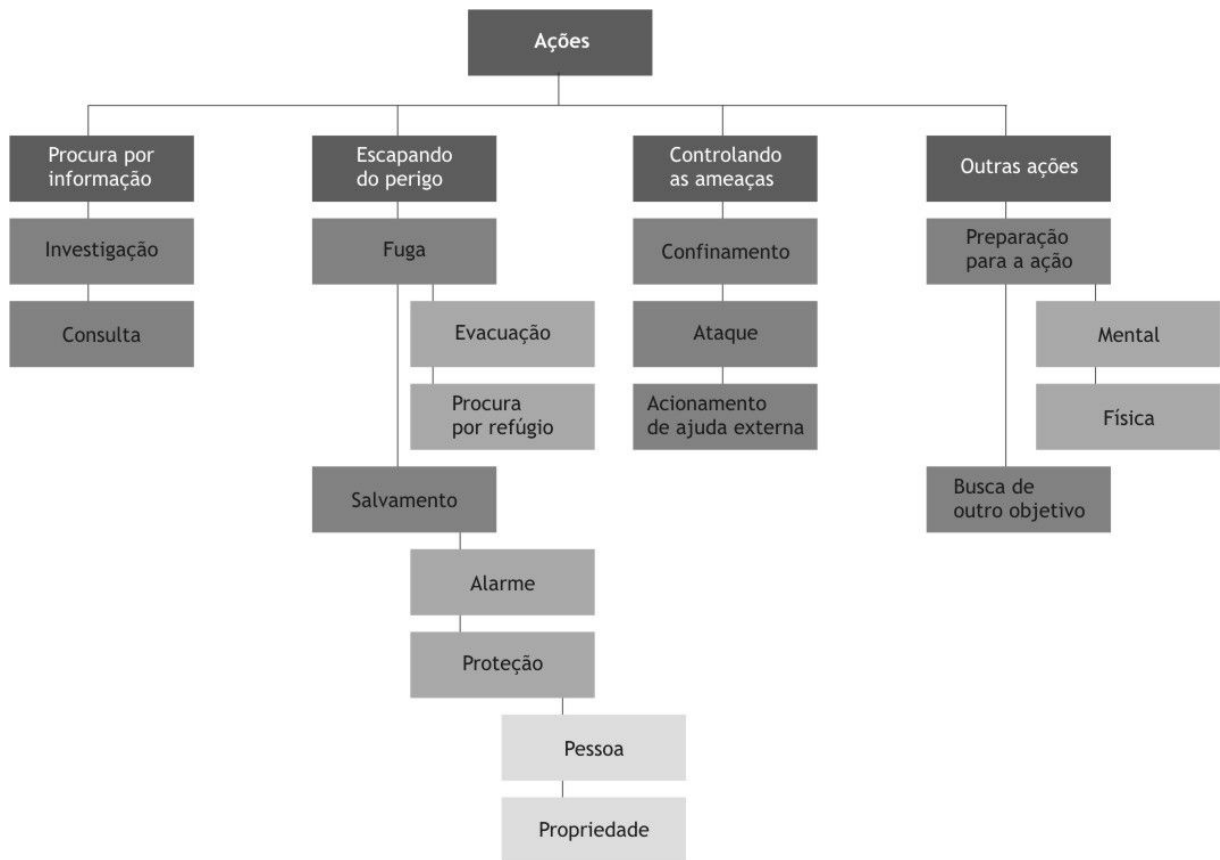 Ações
Procura por
informação
Investigação
Consulta
Escapando
do perigo
Fuga
Evacuação
Procura
por refúgio
Salvamento
Alarme
Proteção
Pessoa
Propriedade
Controlando
as ameaças
Confinamento
Ataque
Acionamento
de ajuda externa
Outras ações
Preparação
para a ação
Mental
Física
Busca de
outro objetivo